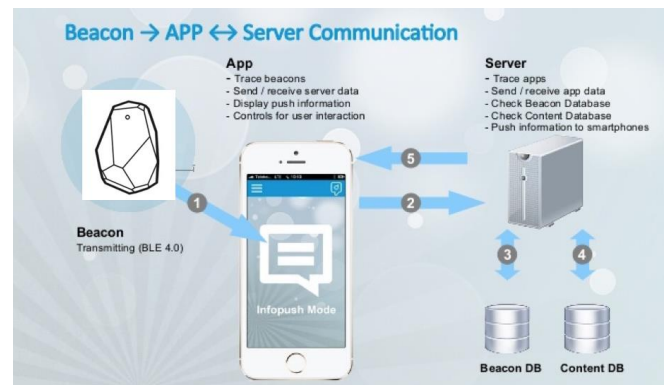 Beacon → APP ↔ Server Communication
App
- Trace beacons
- Send / receive server data
- Display push information
- Controls for user interaction
Server
- Trace apps
- Send / receive app data
- Check Beacon Database
- Check Content Database
- Push information to smartphones
5
1
2
Beacon
Transmitting (BLE 4.0)
3
4
Infopush Mode
Beacon DB
Content DB